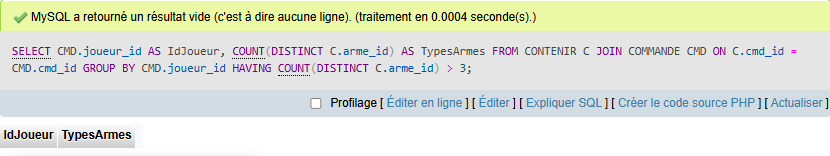 MySQL a retourné un résultat vide (c'est à dire aucune ligne). (traitement en 0.0004 seconde(s).)
SELECT CMD.joueur_id AS IdJoueur, COUNT(DISTINCT C.arme_id) AS TypesArmes FROM CONTENIR C JOIN COMMANDE CMD ON C.cmd_id =
CMD.cmd_id GROUP BY CMD.joueur_id HAVING COUNT(DISTINCT C.arme_id) > 3;
Profilage [ Éditer en ligne ] [ Éditer ] [ Expliquer SQL ] [ Créer le code source PHP ] [ Actualiser ]
IdJoueur TypesArmes